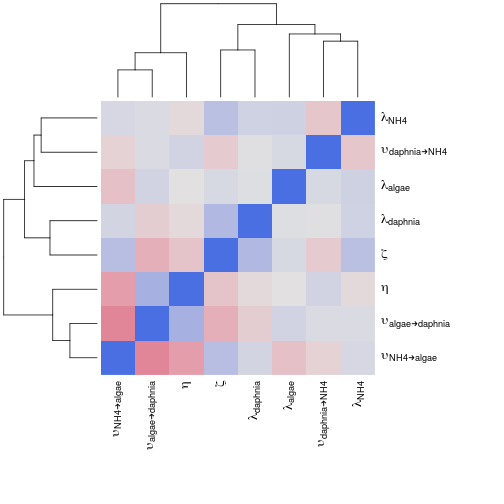 λNH4
υdaphnia→NH4
λalgae
λdaphnia
ζ
η
υalgae→daphnia
υNH4→algae
υNH4→algae
υalgae→daphnia
η
ζ
λdaphnia
λalgae
υdaphnia→NH4
λNH4